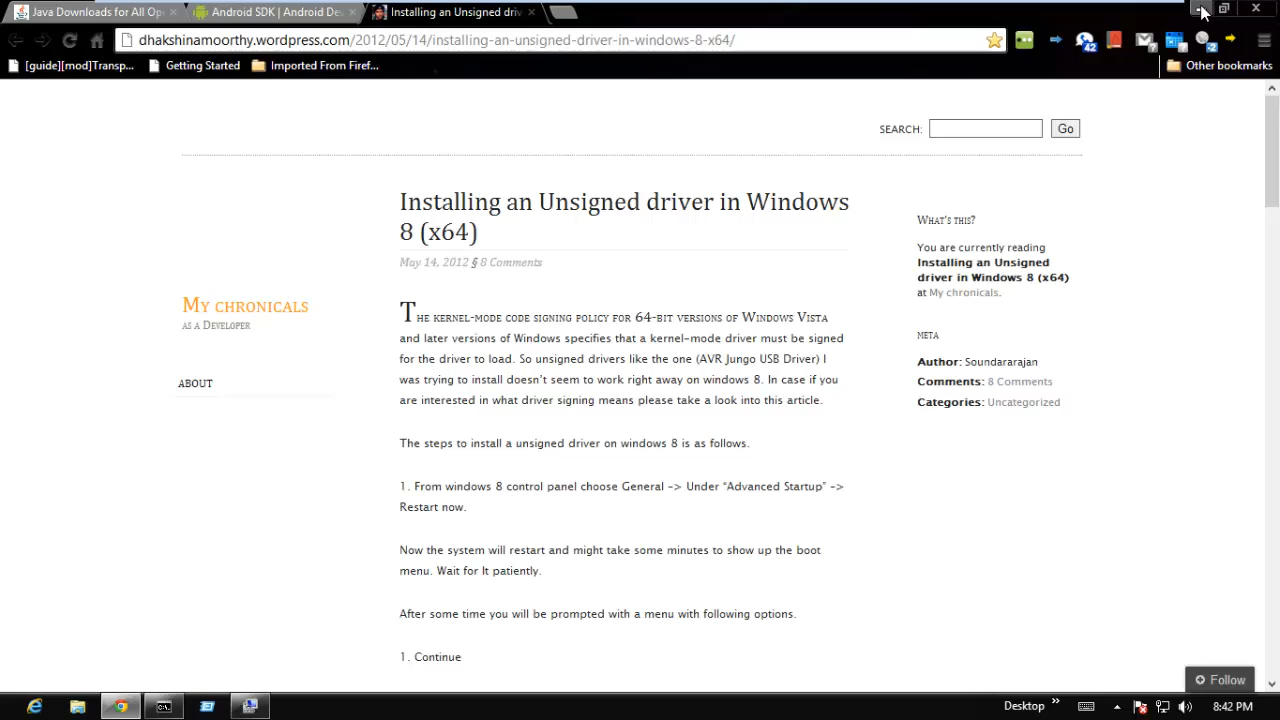 Java Downloads for All Ope
Android SDK | Android Dev
Installing an Unsigned driv
dhakshinamoorthy.wordpress.com/2012/05/14/installing-an-unsigned-driver-in-windows-8-x64/
42
[guide][mod]Transp...
Getting Started
Imported From Firef...
Other bookmarks
SEARCH:
Go
Installing an Unsigned driver in Windows
8 (x64)
May 14, 2012 § 8 Comments
My chronicals
as a Developer
ABOUT
The kernel-mode code signing policy for 64-bit versions of Windows Vista
and later versions of Windows specifies that a kernel-mode driver must be signed
for the driver to load. So unsigned drivers like the one (AVR Jungo USB Driver) I
was trying to install doesn't seem to work right away on windows 8. In case if you
are interested in what driver signing means please take a look into this article.
The steps to install a unsigned driver on windows 8 is as follows.
1. From windows 8 control panel choose General -> Under “Advanced Startup” ->
Restart now.
Now the system will restart and might take some minutes to show up the boot
menu. Wait for It patiently.
After some time you will be prompted with a menu with following options.
1. Continue
What's this?
You are currently reading
Installing an Unsigned
driver in Windows 8 (x64)
at My chronicals.
META
Author: Soundararajan
Comments: 8 Comments
Categories: Uncategorized
Follow
Desktop
8:42 PM